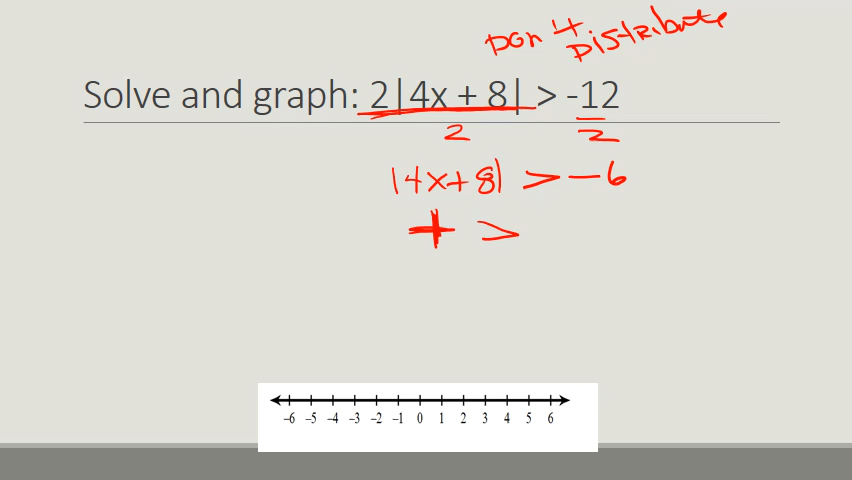 Don't
Distribute
Solve and graph: 2|4x + 8| > -12
2 2
|4x+8| > -6
+ >
-6 -5 -4 -3 -2 -1 0 1 2 3 4 5 6